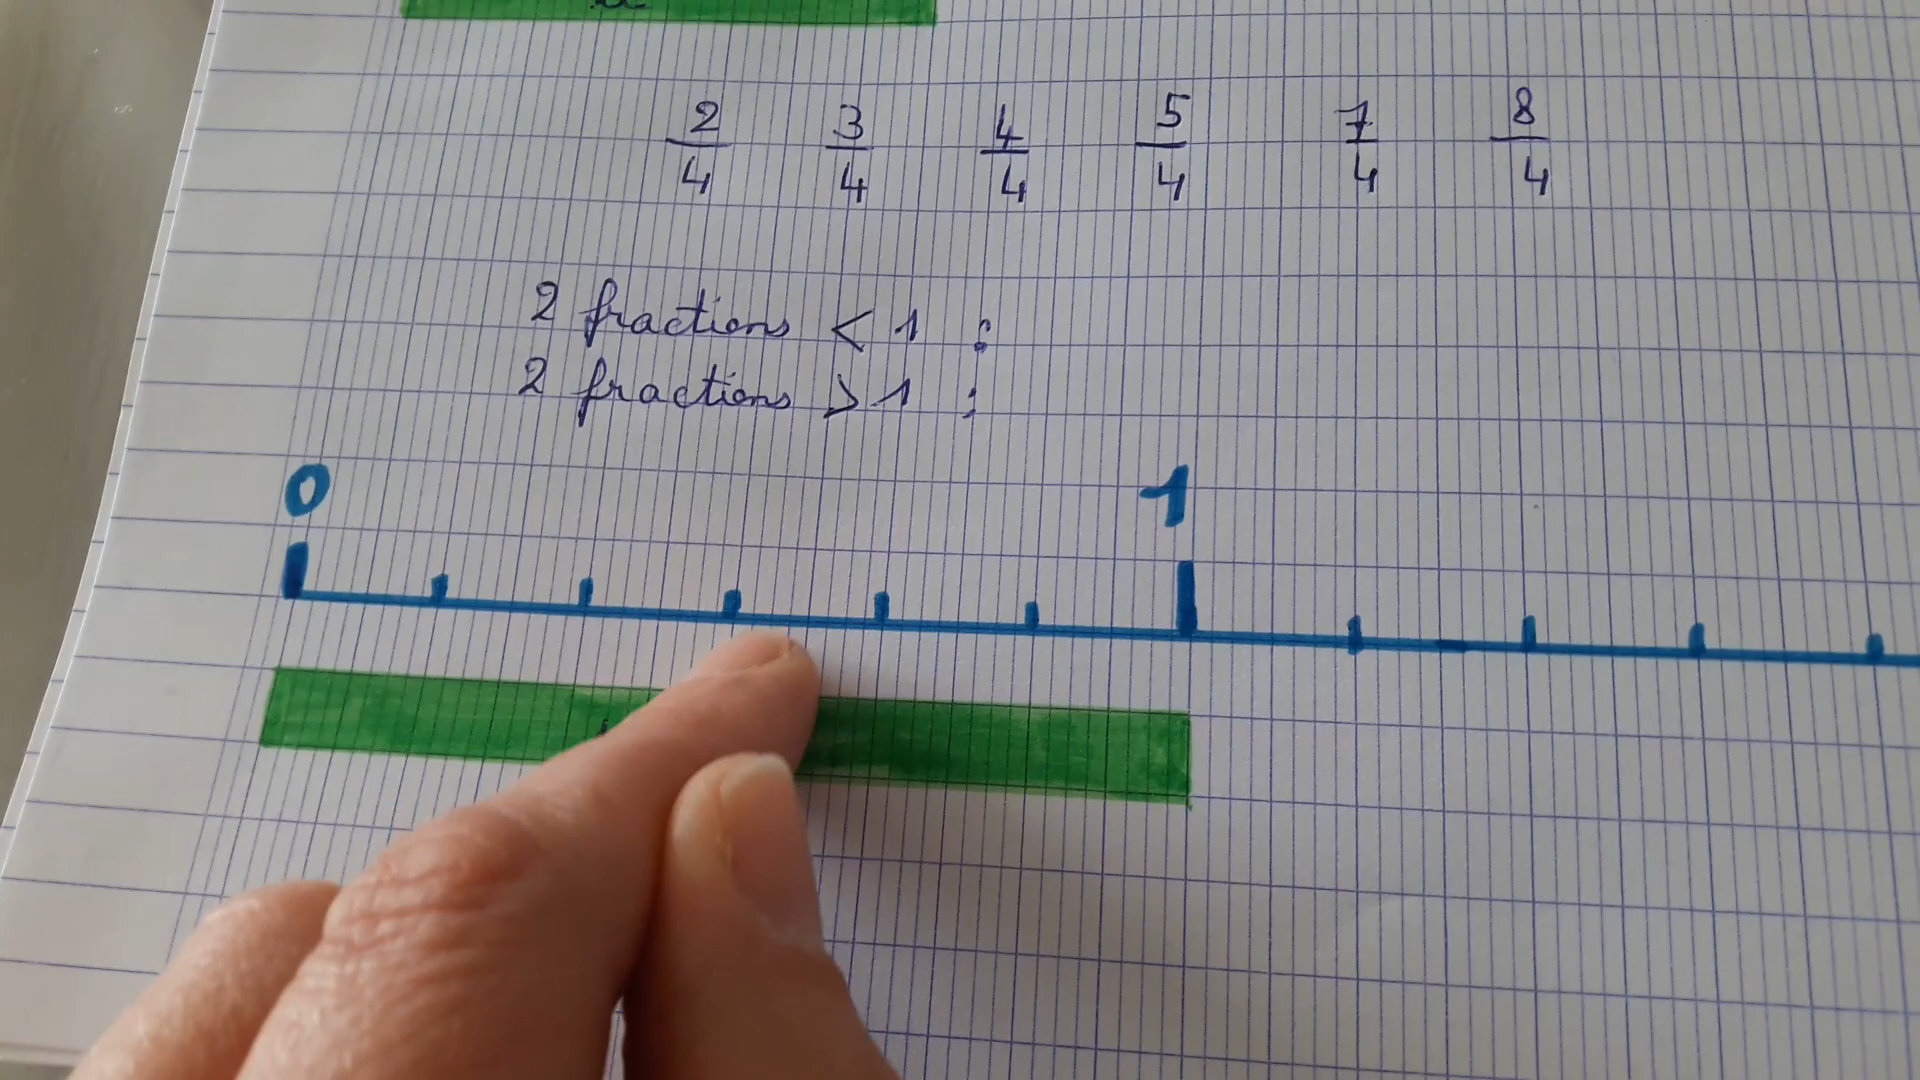 2/4 3/4 4/4 5/4 7/4 8/4
2 fractions < 1 :
2 fractions > 1 :
0 1